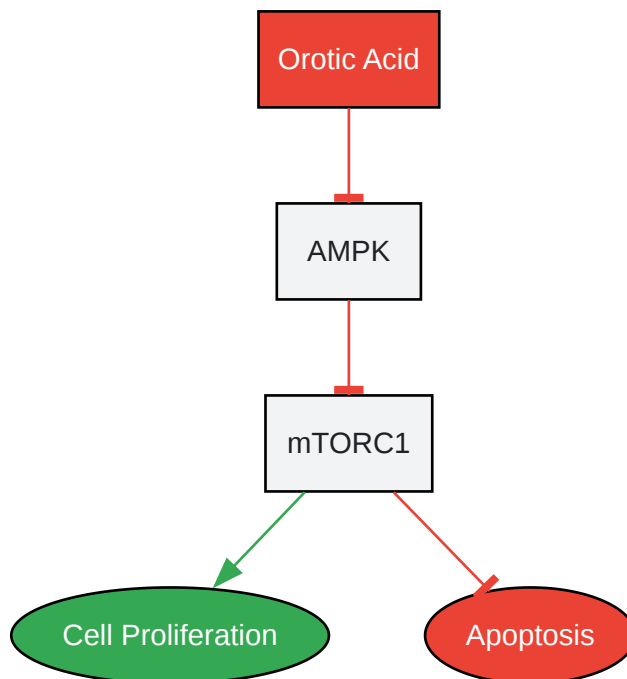 Orotic Acid
AMPK
mTORC1
Cell Proliferation
Apoptosis